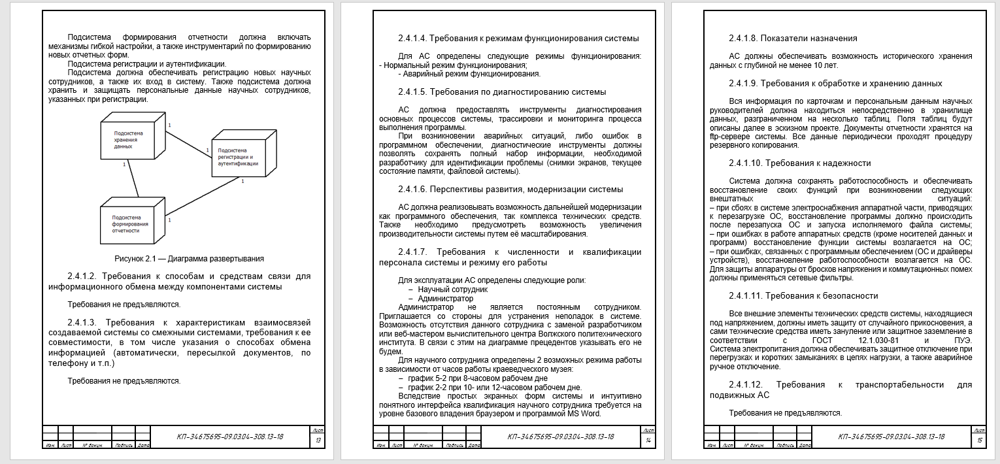 Подсистема формирования отчетности должна включать
механизмы гибкой настройки, а также инструментарий по формированию
новых отчетных форм.
Подсистема регистрации и аутентификации.
Подсистема должна обеспечивать регистрацию новых научных
сотрудников, а также их вход в систему. Также подсистема должна
хранить и защищать персональные данные научных сотрудников,
указанных при регистрации.
Подсистема
хранения
данных
1
1
Подсистема
регистрации и
аутентификации
1
1
Подсистема
формирования
отчетности
1
Рисунок 2.1 — Диаграмма развертывания
2.4.1.2. Требования к способам и средствам связи для
информационного обмена между компонентами системы
Требования не предъявляются.
2.4.1.3. Требования к характеристикам взаимосвязей
создаваемой системы со смежными системами, требования к ее
совместимости, в том числе указания о способах обмена
информацией (автоматически, пересылкой документов, по
телефону и т.п.)
Требования не предъявляются.
КП-34675695-09.03.04-308.13-18
Лист
13
Изм. Лист № докум. Подпись Дата
2.4.1.4. Требования к режимам функционирования системы
Для АС определены следующие режимы функционирования:
- Нормальный режим функционирования;
- Аварийный режим функционирования.
2.4.1.5. Требования по диагностированию системы
АС должна предоставлять инструменты диагностирования
основных процессов системы, трассировки и мониторинга процесса
выполнения программы.
При возникновении аварийных ситуаций, либо ошибок в
программном обеспечении, диагностические инструменты должны
позволять сохранять полный набор информации, необходимой
разработчику для идентификации проблемы (снимки экранов, текущее
состояние памяти, файловой системы).
2.4.1.6. Перспективы развития, модернизации системы
АС должна реализовывать возможность дальнейшей модернизации
как программного обеспечения, так комплекса технических средств.
Также необходимо предусмотреть возможность увеличения
производительности системы путем её масштабирования.
2.4.1.7. Требования к численности и квалификации
персонала системы и режиму его работы
Для эксплуатации АС определены следующие роли:
– Научный сотрудник
– Администратор
Администратор не является постоянным сотрудником.
Приглашается со стороны для устранения неполадок в системе.
Возможность отсутствия данного сотрудника с заменой разработчиком
или веб-мастером вычислительного центра Волжского политехнического
института. В связи с этим на диаграмме прецедентов указывать его не
будем.
Для научного сотрудника определены 2 возможных режима работы
в зависимости от часов работы краеведческого музея:
– график 5-2 при 8-часовом рабочем дне
– график 2-2 при 10- или 12-часовом рабочем дне.
Вследствие простых экранных форм системы и интуитивно
понятного интерфейса квалификация научного сотрудника требуется на
уровне базового владения браузером и программой MS Word.
КП-34675695-09.03.04-308.13-18
Лист
14
Изм. Лист № докум. Подпись Дата
2.4.1.8. Показатели назначения
АС должны обеспечивать возможность исторического хранения
данных с глубиной не менее 10 лет.
2.4.1.9. Требования к обработке и хранению данных
Вся информация по карточкам и персональным данным научных
руководителей должна находиться непосредственно в хранилище
данных, разграниченном на несколько таблиц. Поля таблиц будут
описаны далее в эскизном проекте. Документы отчетности хранятся на
ftp-сервере системы. Все данные периодически проходят процедуру
резервного копирования.
2.4.1.10. Требования к надежности
Система должна сохранять работоспособность и обеспечивать
восстановление своих функций при возникновении следующих
внештатных ситуаций:
– при сбоях в системе электроснабжения аппаратной части, приводящих
к перезагрузке ОС, восстановление программы должно происходить
после перезапуска ОС и запуска исполняемого файла системы;
– при ошибках в работе аппаратных средств (кроме носителей данных и
программ) восстановление функции системы возлагается на ОС;
– при ошибках, связанных с программным обеспечением (ОС и драйверы
устройств), восстановление работоспособности возлагается на ОС.
Для защиты аппаратуры от бросков напряжения и коммутационных помех
должны применяться сетевые фильтры.
2.4.1.11. Требования к безопасности
Все внешние элементы технических средств системы, находящиеся
под напряжением, должны иметь защиту от случайного прикосновения, а
сами технические средства иметь зануление или защитное заземление в
соответствии с ГОСТ 12.1.030-81 и ПУЭ.
Система электропитания должна обеспечивать защитное отключение при
перегрузках и коротких замыканиях в цепях нагрузки, а также аварийное
ручное отключение.
2.4.1.12. Требования к транспортабельности для
подвижных АС
Требования не предъявляются.
КП-34675695-09.03.04-308.13-18
Лист
15
Изм. Лист № докум. Подпись Дата